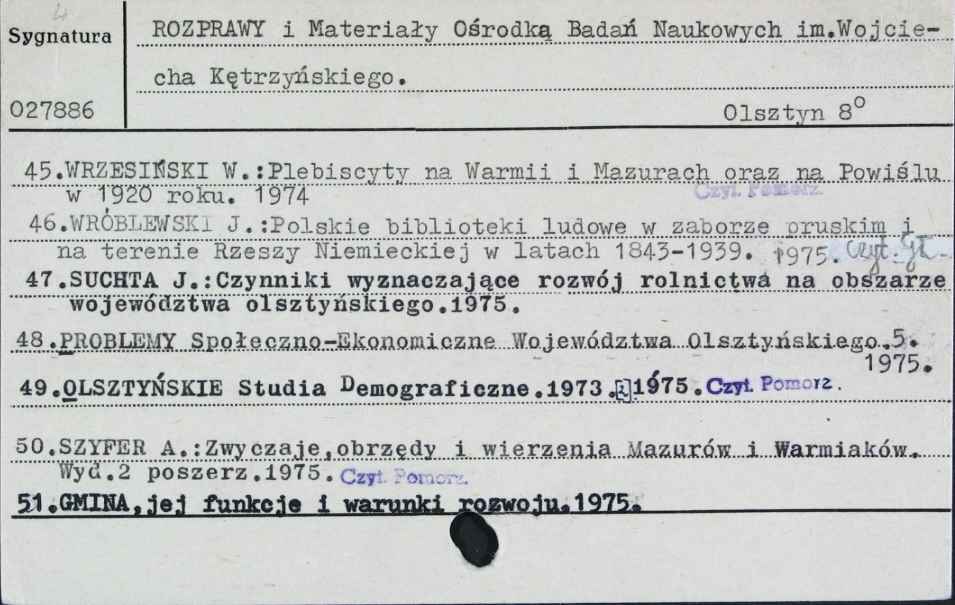 4
Sygnatura
ROZPRAWY i Materiały Ośrodką Badań Naukowych im.Wojcie-
cha Kętrzyńskiego.
027886
Olsztyn 8º
45.WRZESIŃSKI W.:Plebiscyty na Warmii i Mazurach oraz na Powiślu
w 1920 roku. 1974 Czyt. Pomorz.
46.WRÓBLEWSKI J.:Polskie biblioteki ludowe w zaborze pruskim i
na terenie Rzeszy Niemieckiej w latach 1843-1939. 1975. Czyt. Gł.
47.SUCHTA J.:Czynniki wyznaczające rozwój rolnictwa na obszarze
województwa olsztyńskiego.1975.
48.PROBLEMY Społeczno-Ekonomiczne Województwa Olsztyńskiego.5.
1975.
49.OLSZTYŃSKIE Studia Demograficzne.1973.[i]1975. Czyt. Pomorz.
50.SZYFER A.:Zwyczaje,obrzędy i wierzenia Mazurów i Warmiaków.
Wyd.2 poszerz.1975. Czyt. Pomorz.
51.GMINA,jej funkcje i warunki rozwoju.1975.